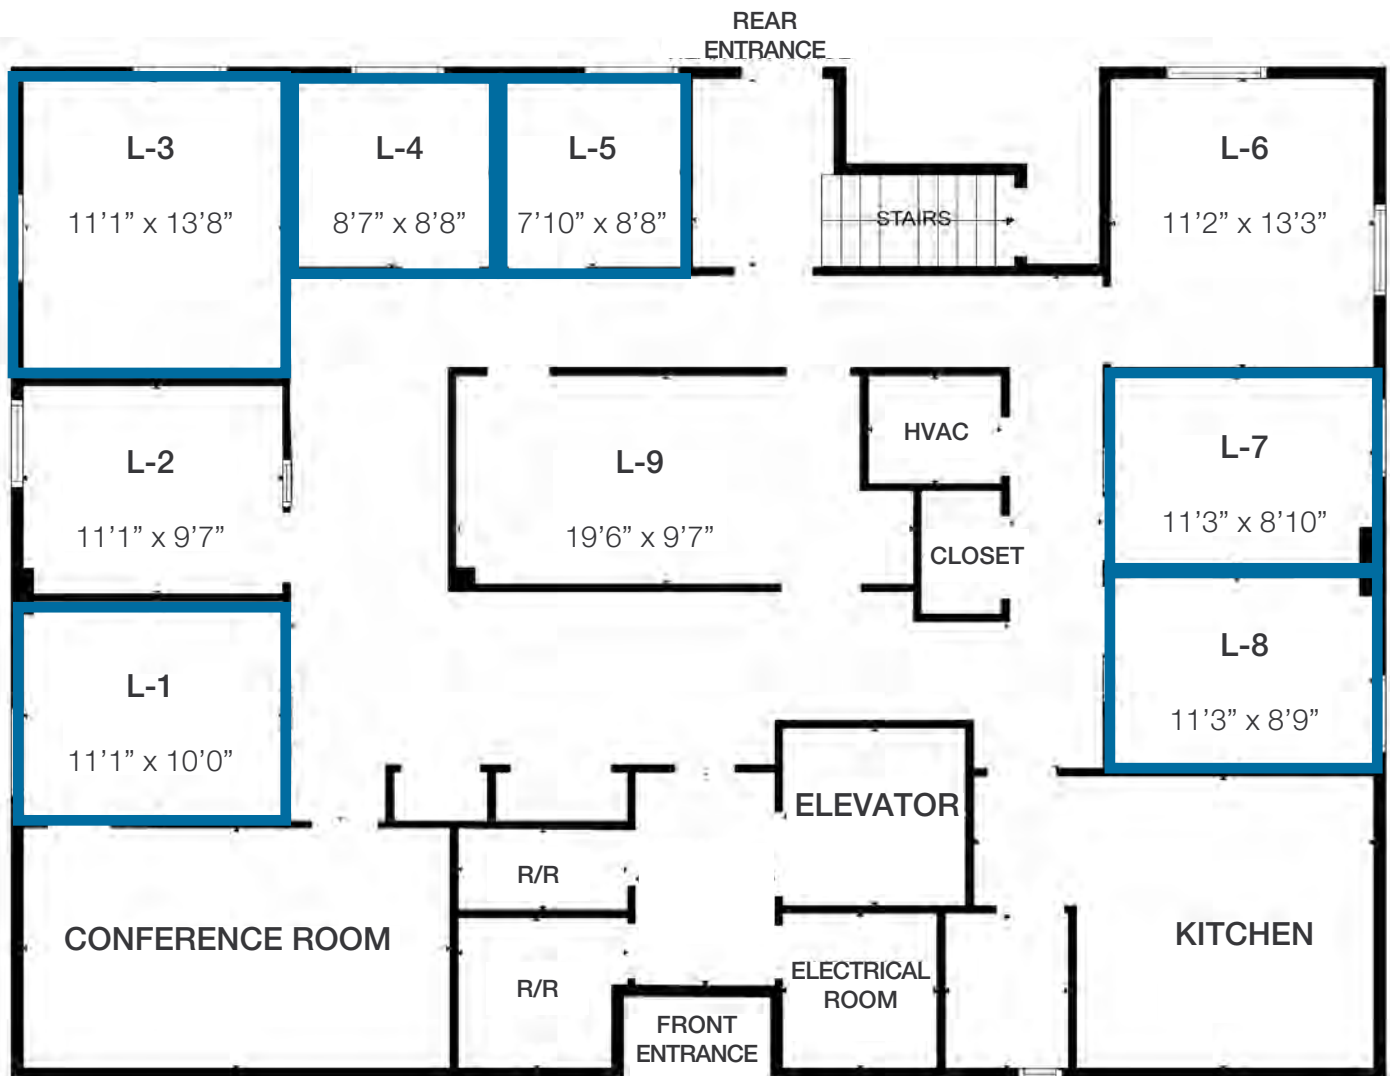 REAR
ENTRANCE
L-3
11’1” x 13’8”
L-4
8’7” x 8’8”
L-5
7’10” x 8’8”
STAIRS
L-6
11’2” x 13’3”
L-2
11’1” x 9’7”
L-9
19’6” x 9’7”
HVAC
CLOSET
L-7
11’3” x 8’10”
L-8
11’3” x 8’9”
L-1
11’1” x 10’0”
ELEVATOR
R/R
CONFERENCE ROOM
R/R
ELECTRICAL
ROOM
KITCHEN
FRONT
ENTRANCE